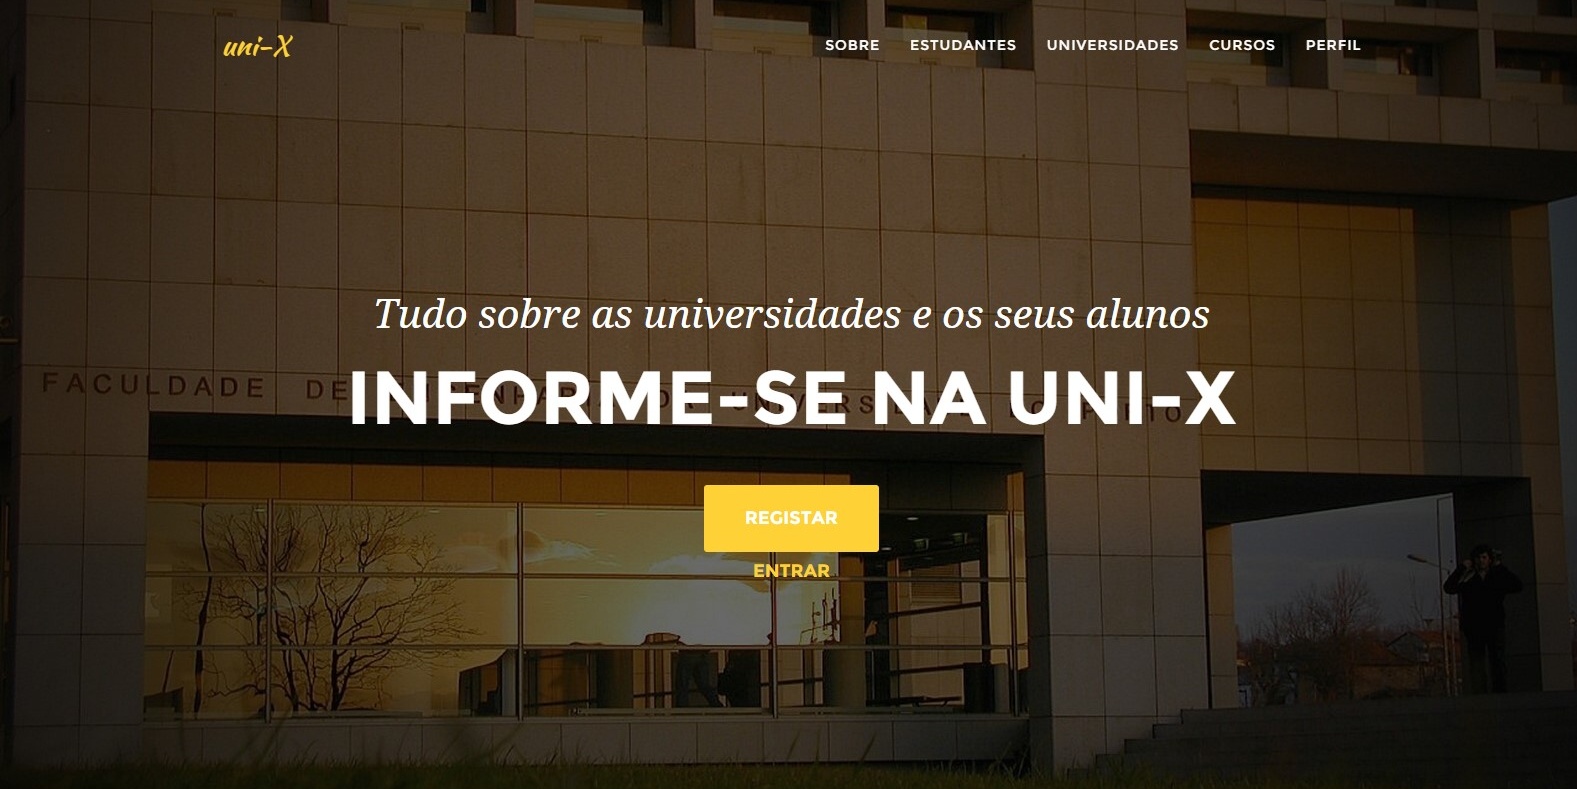 uni-X
SOBRE ESTUDANTES UNIVERSIDADES CURSOS PERFIL
Tudo sobre as universidades e os seus alunos
FACULDADE DE
INFORME-SE NA UNI-X
REGISTAR
ENTRAR